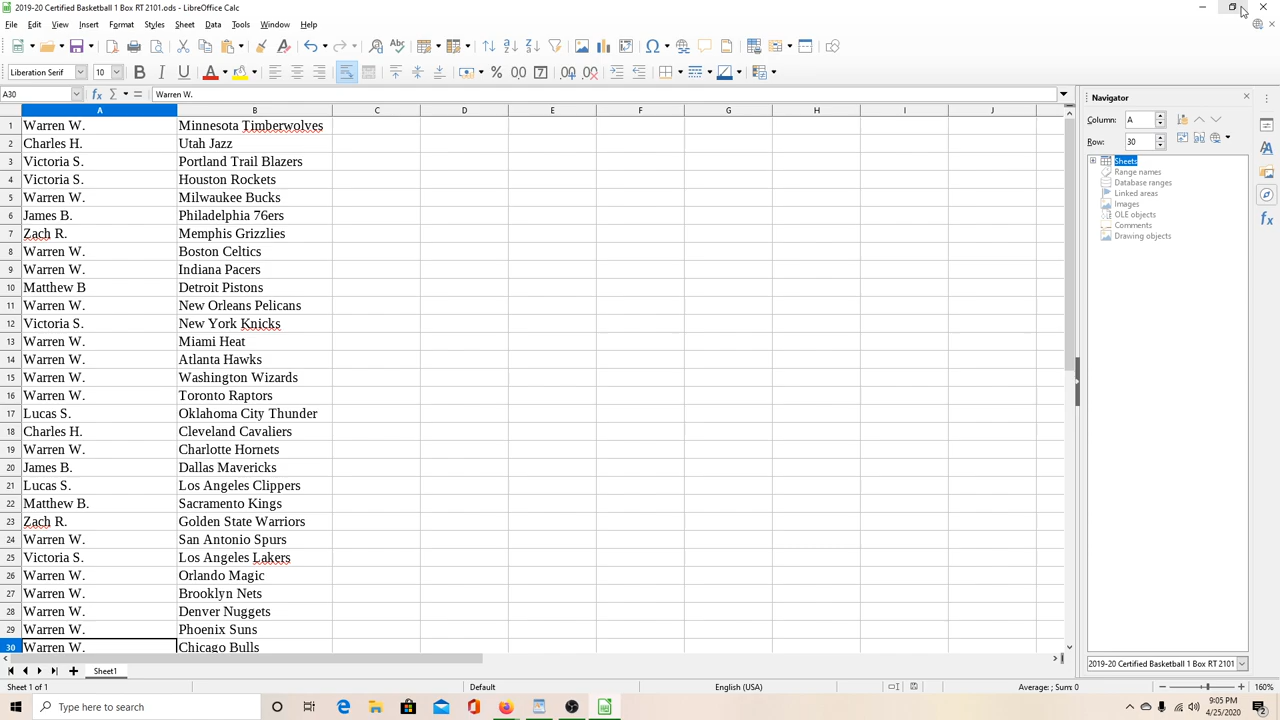 2019-20 Certified Basketball 1 Box RT 2101.ods - LibreOffice Calc
File Edit View Insert Format Styles Sheet Data Tools Window Help
Liberation Serif 10
A30 Warren W.
A B C D E F G H I J
1 Warren W. Minnesota Timberwolves
2 Charles H. Utah Jazz
3 Victoria S. Portland Trail Blazers
4 Victoria S. Houston Rockets
5 Warren W. Milwaukee Bucks
6 James B. Philadelphia 76ers
7 Zach R. Memphis Grizzlies
8 Warren W. Boston Celtics
9 Warren W. Indiana Pacers
10 Matthew B Detroit Pistons
11 Warren W. New Orleans Pelicans
12 Victoria S. New York Knicks
13 Warren W. Miami Heat
14 Warren W. Atlanta Hawks
15 Warren W. Washington Wizards
16 Warren W. Toronto Raptors
17 Lucas S. Oklahoma City Thunder
18 Charles H. Cleveland Cavaliers
19 Warren W. Charlotte Hornets
20 James B. Dallas Mavericks
21 Lucas S. Los Angeles Clippers
22 Matthew B. Sacramento Kings
23 Zach R. Golden State Warriors
24 Warren W. San Antonio Spurs
25 Victoria S. Los Angeles Lakers
26 Warren W. Orlando Magic
27 Warren W. Brooklyn Nets
28 Warren W. Denver Nuggets
29 Warren W. Phoenix Suns
30 Warren W. Chicago Bulls
Navigator
Column: A
Row: 30
Sheets
Range names
Database ranges
Linked areas
Images
OLE objects
Comments
Drawing objects
2019-20 Certified Basketball 1 Box RT 2101
Sheet1
Sheet 1 of 1 Default English (USA) Average: ; Sum: 0 160%
Type here to search
9:05 PM
4/25/2020
2